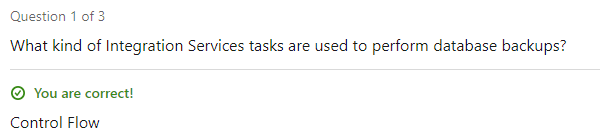 Question 1 of 3
What kind of Integration Services tasks are used to perform database backups?
You are correct!
Control Flow